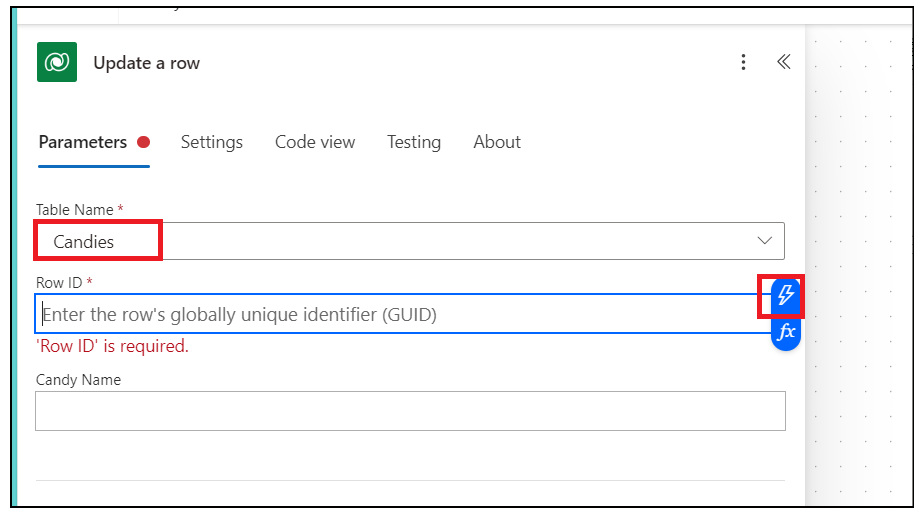 Update a row
Parameters Settings Code view Testing About
Table Name *
Candies
Row ID *
Enter the row's globally unique identifier (GUID)
fx
'Row ID' is required.
Candy Name